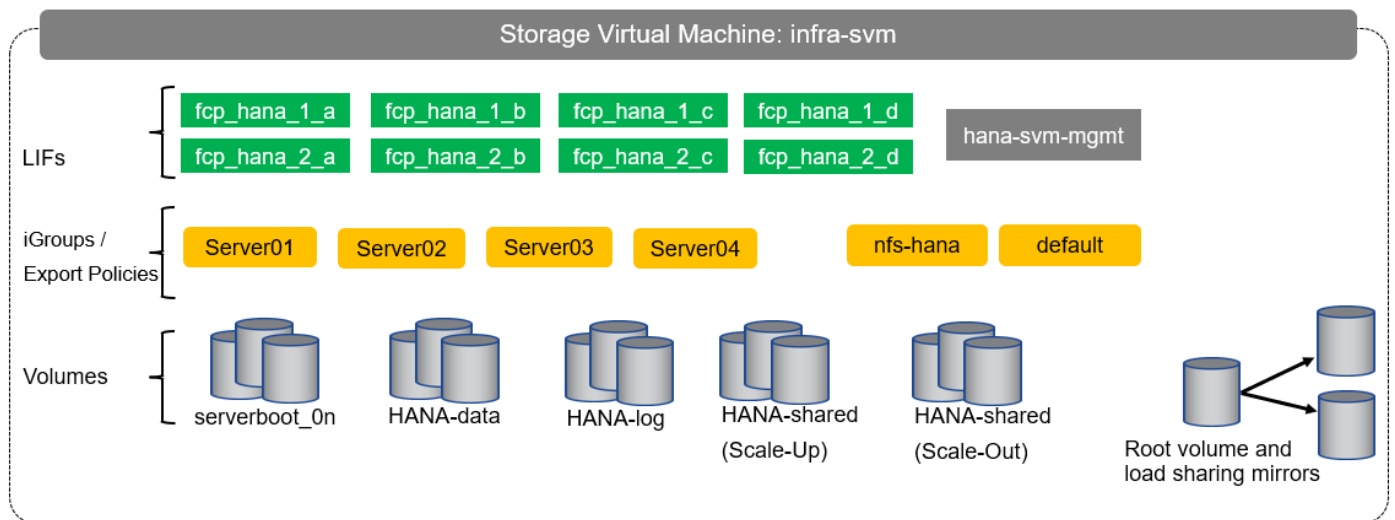 Storage Virtual Machine: infra-svm
LIFs
fcp_hana_1_a
fcp_hana_1_b
fcp_hana_1_c
fcp_hana_1_d
fcp_hana_2_a
fcp_hana_2_b
fcp_hana_2_c
fcp_hana_2_d
hana-svm-mgmt
iGroups /
Export Policies
Server01
Server02
Server03
Server04
nfs-hana
default
Volumes
serverboot_0n
HANA-data
HANA-log
HANA-shared
(Scale-Up)
HANA-shared
(Scale-Out)
Root volume and
load sharing mirrors